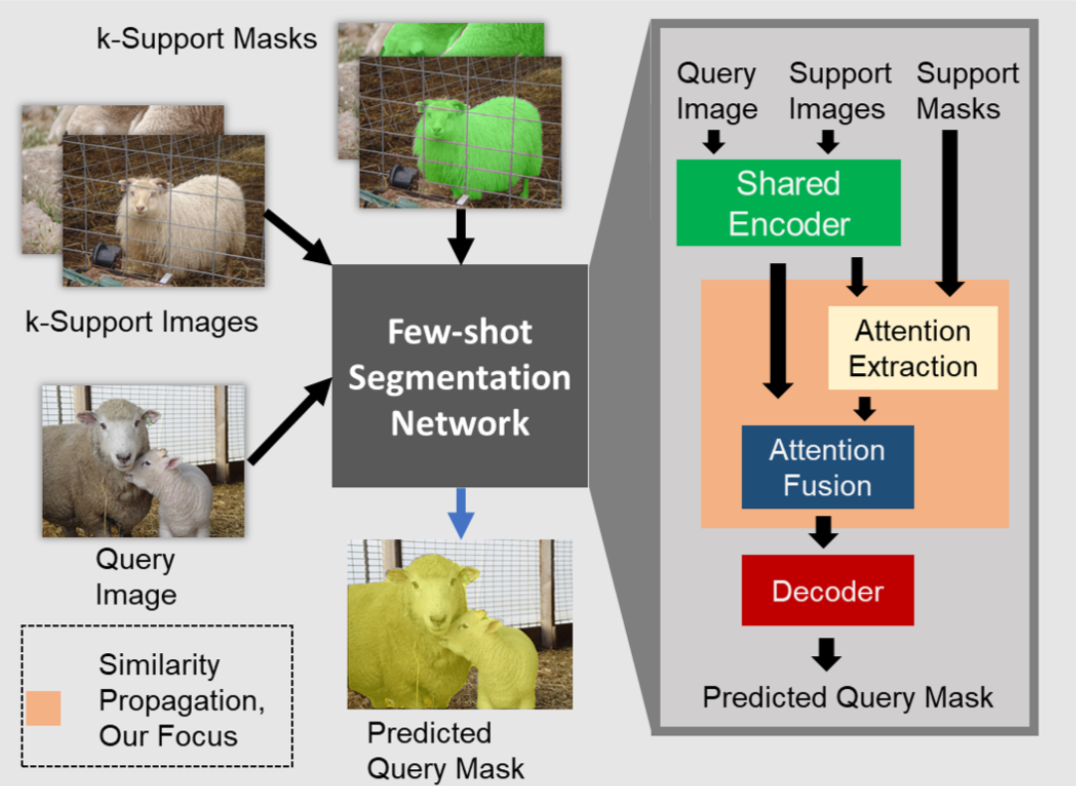 k-Support Masks
k-Support Images
Few-shot
Segmentation
Network
Query
Image
Similarity
Propagation,
Our Focus
Predicted
Query Mask
Query
Image
Support
Images
Support
Masks
Shared
Encoder
Attention
Extraction
Attention
Fusion
Decoder
Predicted Query Mask